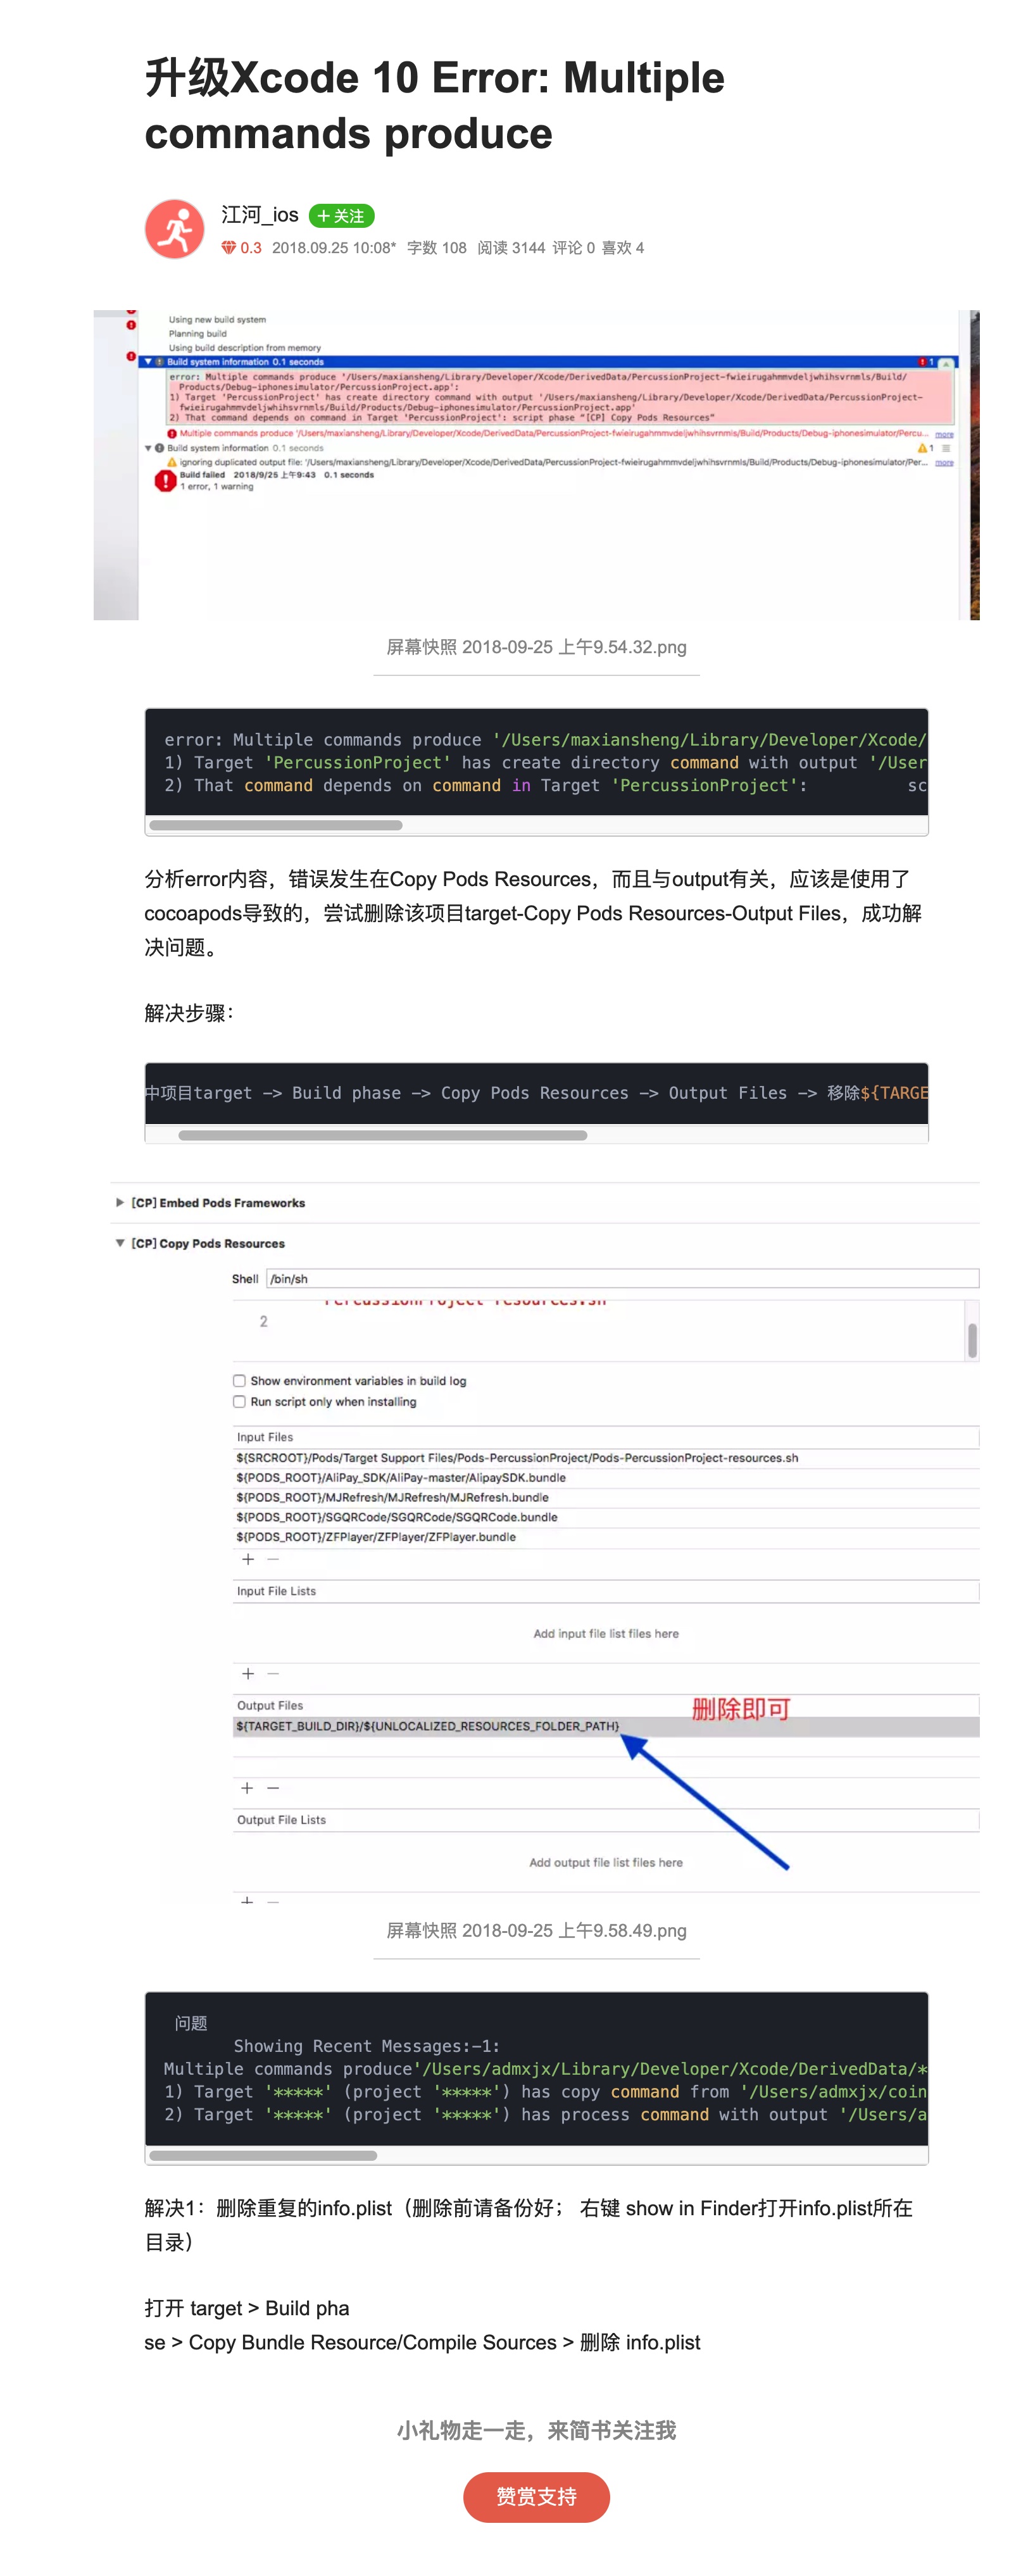 升级Xcode 10 Error: Multiple
commands produce
江河_ios
+ 关注
0.3 2018.09.25 10:08* 字数 108 阅读 3144 评论 0 喜欢 4
Using new build system
Planning build
Using build description from memory
Build system information 0.1 seconds
1
error: Multiple commands produce '/Users/maxiansheng/Library/Developer/Xcode/DerivedData/PercussionProject-fwieirugahmmvdeljwhihsvrnmls/Build/
Products/Debug-iphonesimulator/PercussionProject.app':
1) Target 'PercussionProject' has create directory command with output '/Users/maxiansheng/Library/Developer/Xcode/DerivedData/PercussionProject-
fwieirugahmmvdeljwhihsvrnmls/Build/Products/Debug-iphonesimulator/PercussionProject.app'
2) That command depends on command in Target 'PercussionProject': script phase “[CP] Copy Pods Resources”
Multiple commands produce '/Users/maxiansheng/Library/Developer/Xcode/DerivedData/PercussionProject-fwieirugahmmvdeljwhihsvrnmls/Build/Products/Debug-iphonesimulator/Percu... more
Build system information 0.1 seconds
1
ignoring duplicated output file: '/Users/maxiansheng/Library/Developer/Xcode/DerivedData/PercussionProject-fwieirugahmmvdeljwhihsvrnmls/Build/Products/Debug-iphonesimulator/Per... more
Build failed 2018/9/25 上午9:43 0.1 seconds
1 error, 1 warning
屏幕快照 2018-09-25 上午9.54.32.png
error: Multiple commands produce '/Users/maxiansheng/Library/Developer/Xcode/
1) Target 'PercussionProject' has create directory command with output '/User
2) That command depends on command in Target 'PercussionProject': sc
分析error内容，错误发生在Copy Pods Resources，而且与output有关，应该是使用了
cocoapods导致的，尝试删除该项目target-Copy Pods Resources-Output Files，成功解
决问题。
解决步骤：
中项目target —> Build phase —> Copy Pods Resources —> Output Files —> 移除${TARGE
[CP] Embed Pods Frameworks
[CP] Copy Pods Resources
Shell /bin/sh
PercussionProject-resources.sh
2
Show environment variables in build log
Run script only when installing
Input Files
${SRCROOT}/Pods/Target Support Files/Pods-PercussionProject/Pods-PercussionProject-resources.sh
${PODS_ROOT}/AliPay_SDK/AliPay-master/AlipaySDK.bundle
${PODS_ROOT}/MJRefresh/MJRefresh/MJRefresh.bundle
${PODS_ROOT}/SGQRCode/SGQRCode/SGQRCode.bundle
${PODS_ROOT}/ZFPlayer/ZFPlayer/ZFPlayer.bundle
+ —
Input File Lists
Add input file list files here
+ —
Output Files
删除即可
${TARGET_BUILD_DIR}/${UNLOCALIZED_RESOURCES_FOLDER_PATH}
+ —
Output File Lists
Add output file list files here
+ —
屏幕快照 2018-09-25 上午9.58.49.png
问题
Showing Recent Messages:-1:
Multiple commands produce'/Users/admxjx/Library/Developer/Xcode/DerivedData/*
1) Target '*****' (project '*****') has copy command from '/Users/admxjx/coin
2) Target '*****' (project '*****') has process command with output '/Users/a
解决1：删除重复的info.plist（删除前请备份好； 右键 show in Finder打开info.plist所在
目录）
打开 target > Build pha
se > Copy Bundle Resource/Compile Sources > 删除 info.plist
小礼物走一走，来简书关注我
赞赏支持